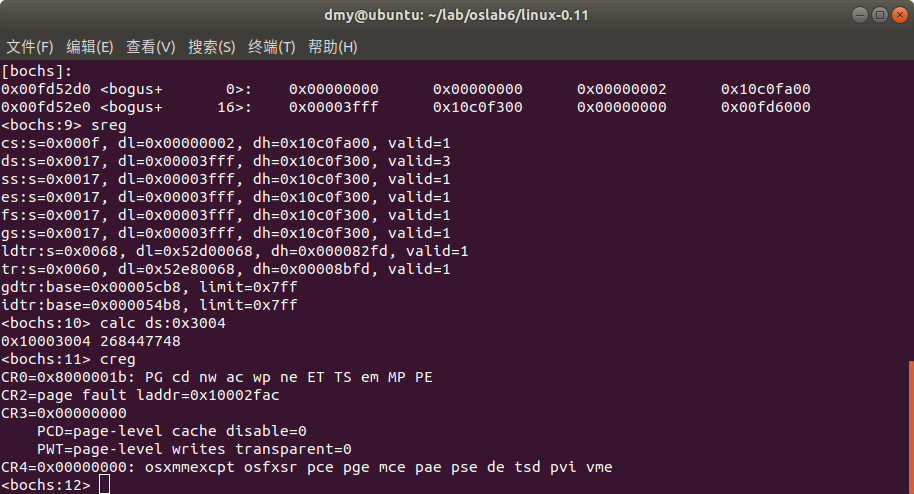 dmy@ubuntu: ~/lab/oslab6/linux-0.11
文件(F) 编辑(E) 查看(V) 搜索(S) 终端(T) 帮助(H)
[bochs]:
0x00fd52d0 <bogus+       0>:    0x00000000      0x00000000      0x00000002      0x10c0fa00
0x00fd52e0 <bogus+      16>:    0x00003fff      0x10c0f300      0x00000000      0x00fd6000
<bochs:9> sreg
cs:s=0x000f, dl=0x00000002, dh=0x10c0fa00, valid=1
ds:s=0x0017, dl=0x00003fff, dh=0x10c0f300, valid=3
ss:s=0x0017, dl=0x00003fff, dh=0x10c0f300, valid=1
es:s=0x0017, dl=0x00003fff, dh=0x10c0f300, valid=1
fs:s=0x0017, dl=0x00003fff, dh=0x10c0f300, valid=1
gs:s=0x0017, dl=0x00003fff, dh=0x10c0f300, valid=1
ldtr:s=0x0068, dl=0x52d00068, dh=0x000082fd, valid=1
tr:s=0x0060, dl=0x52e80068, dh=0x00008bfd, valid=1
gdtr:base=0x00005cb8, limit=0x7ff
idtr:base=0x000054b8, limit=0x7ff
<bochs:10> calc ds:0x3004
0x10003004 268447748
<bochs:11> creg
CR0=0x8000001b: PG cd nw ac wp ne ET TS em MP PE
CR2=page fault laddr=0x10002fac
CR3=0x00000000
    PCD=page-level cache disable=0
    PWT=page-level writes transparent=0
CR4=0x00000000: osxmmexcpt osfxsr pce pge mce pae pse de tsd pvi vme
<bochs:12>